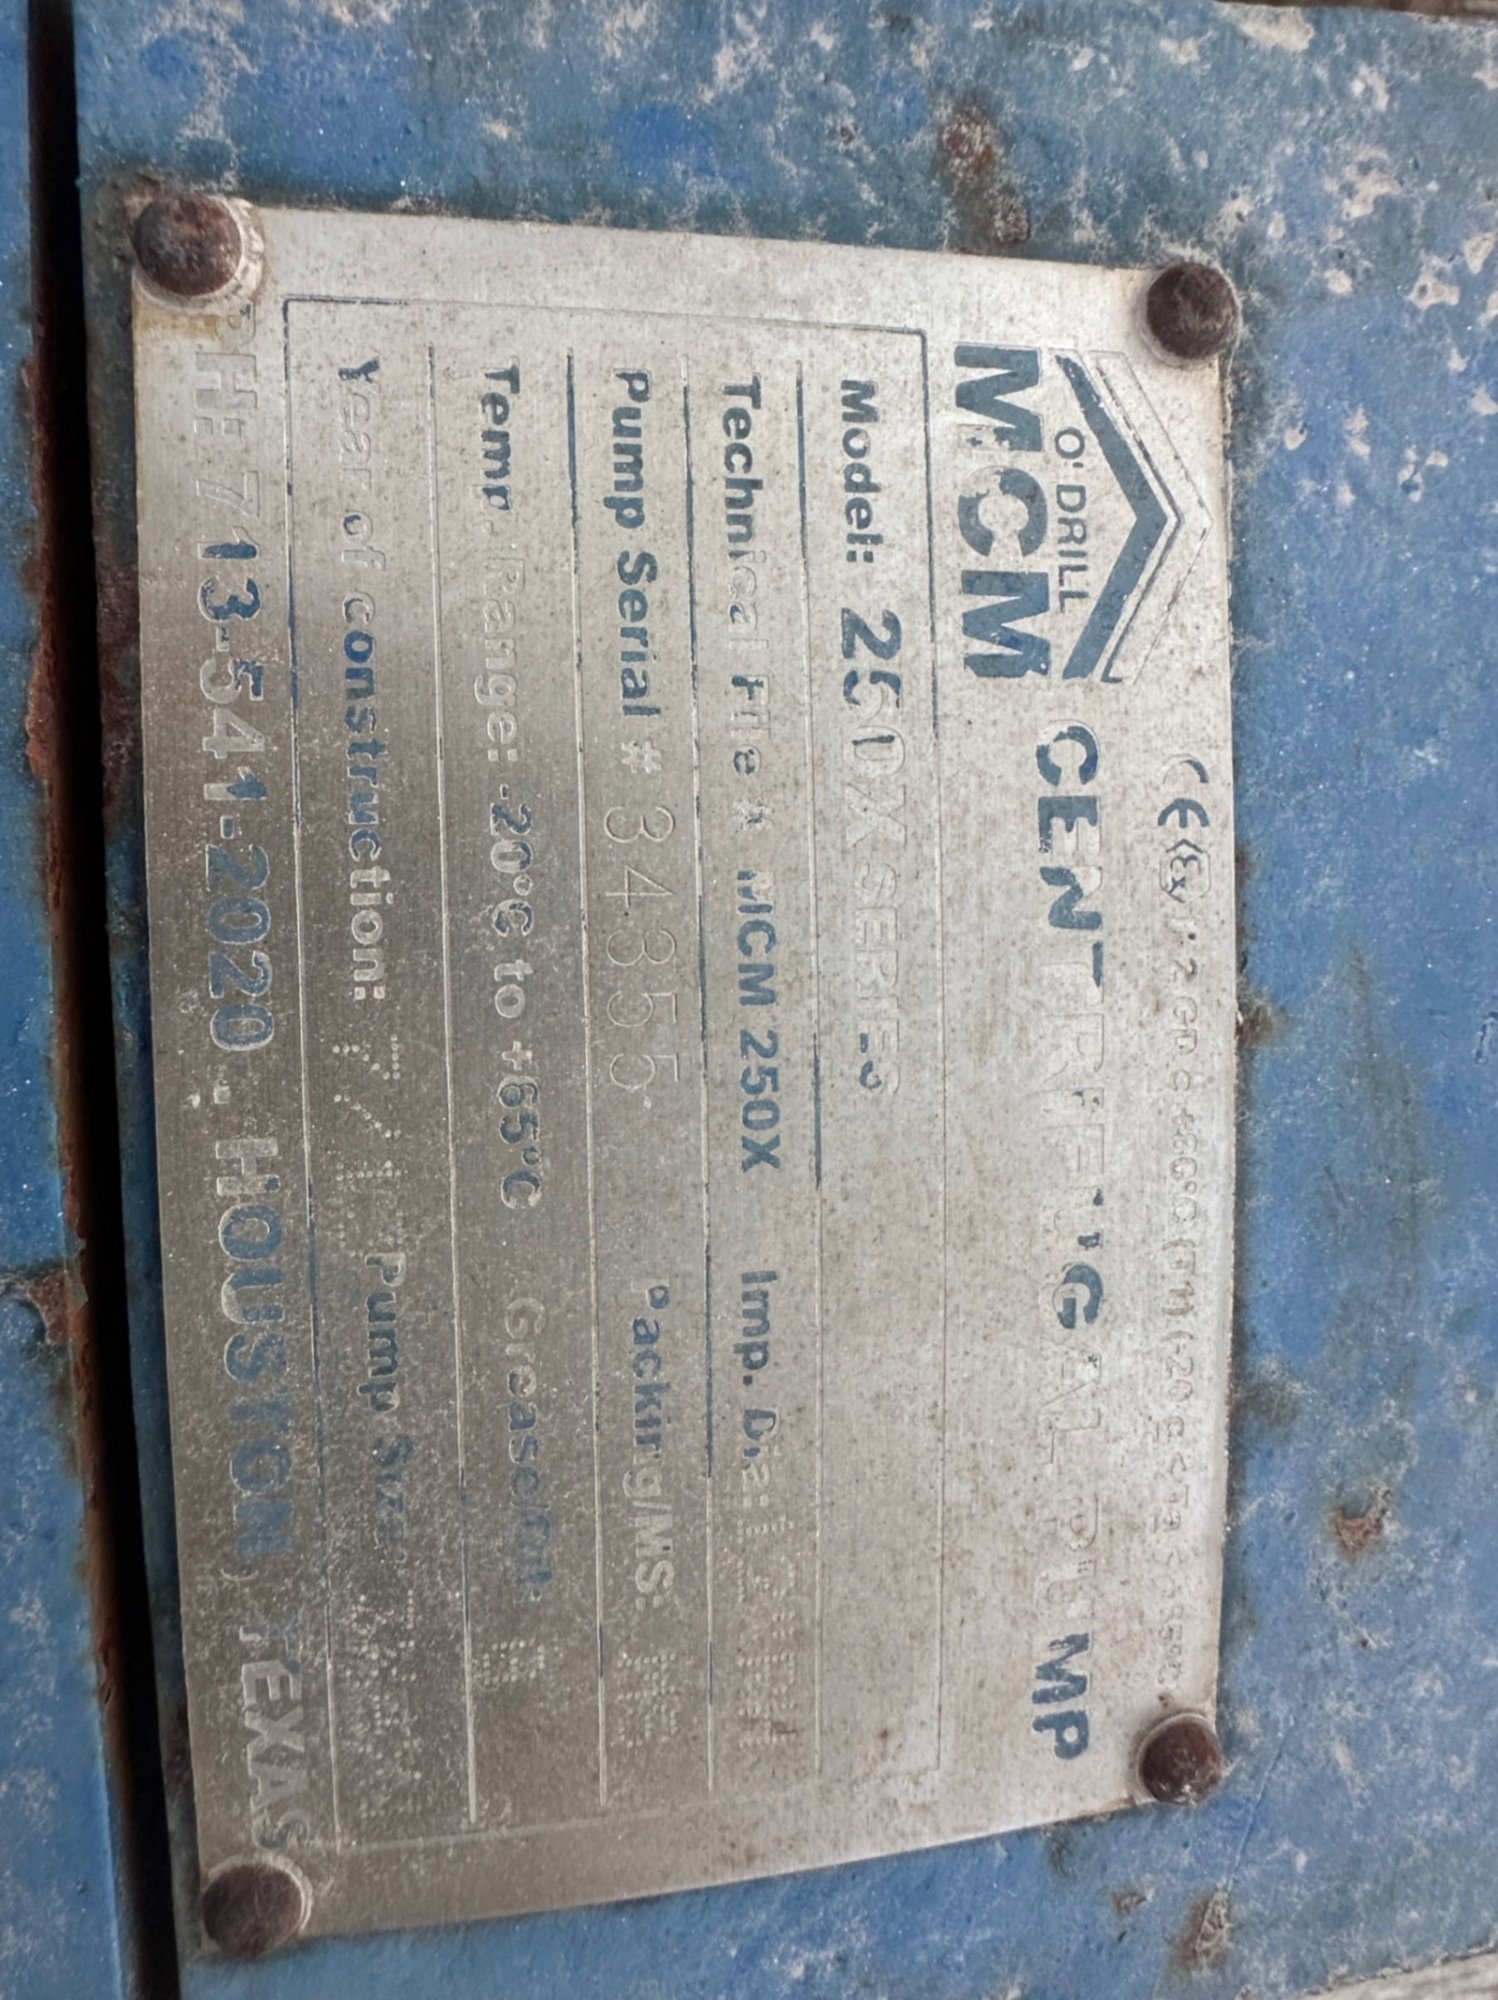 O'DRILL
MCM CENTRIFUGAL PUMP
Model: 250X SERIES
Technical File # MCM 250X Imp. Dia:
Pump Serial # 34355 Packing/MS:
Temp. Range: -20°C to +65°C Grease/Oil:
Year of construction: Pump Size:
PH: 713-541-2020 . HOUSTON, TEXAS